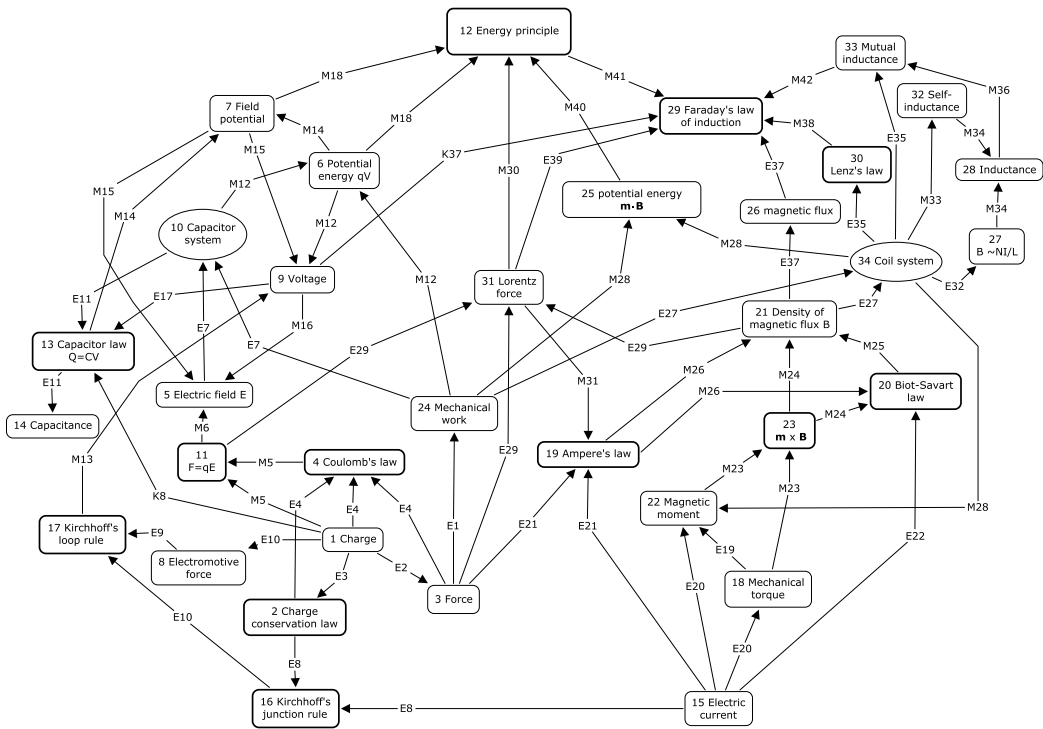 12 Energy principle
33 Mutual
inductance
M18
M41
M42
32 Self-
inductance
M36
7 Field
potential
M40
29 Faraday's law
of induction
M18
M14
M38
M34
E35
M15
K37
E39
E37
30
Lenz's law
28 Inductance
6 Potential
energy qV
M30
M15
M12
25 potential energy
m·B
M33
M34
M14
26 magnetic flux
10 Capacitor
system
M12
E35
27
B ~NI/L
M28
E37
34 Coil system
9 Voltage
M12
M28
31 Lorentz
force
E32
E11
E17
E27
E27
21 Density of
magnetic flux B
E7
M16
13 Capacitor law
Q=CV
E7
E29
E29
M25
M26
M24
M31
E11
5 Electric field E
M26
20 Biot-Savart
law
14 Capacitance
24 Mechanical
work
M24
M6
23
m x B
M13
11
F=qE
M5
4 Coulomb's law
E29
19 Ampere's law
M23
M23
K8
M5
E4
E4
E4
22 Magnetic
moment
M28
17 Kirchhoff's
loop rule
E9
E10
1 Charge
E1
E21
E21
E22
E19
8 Electromotive
force
E3
E2
E20
18 Mechanical
torque
3 Force
E10
2 Charge
conservation law
E20
E8
16 Kirchhoff's
junction rule
E8
15 Electric
current